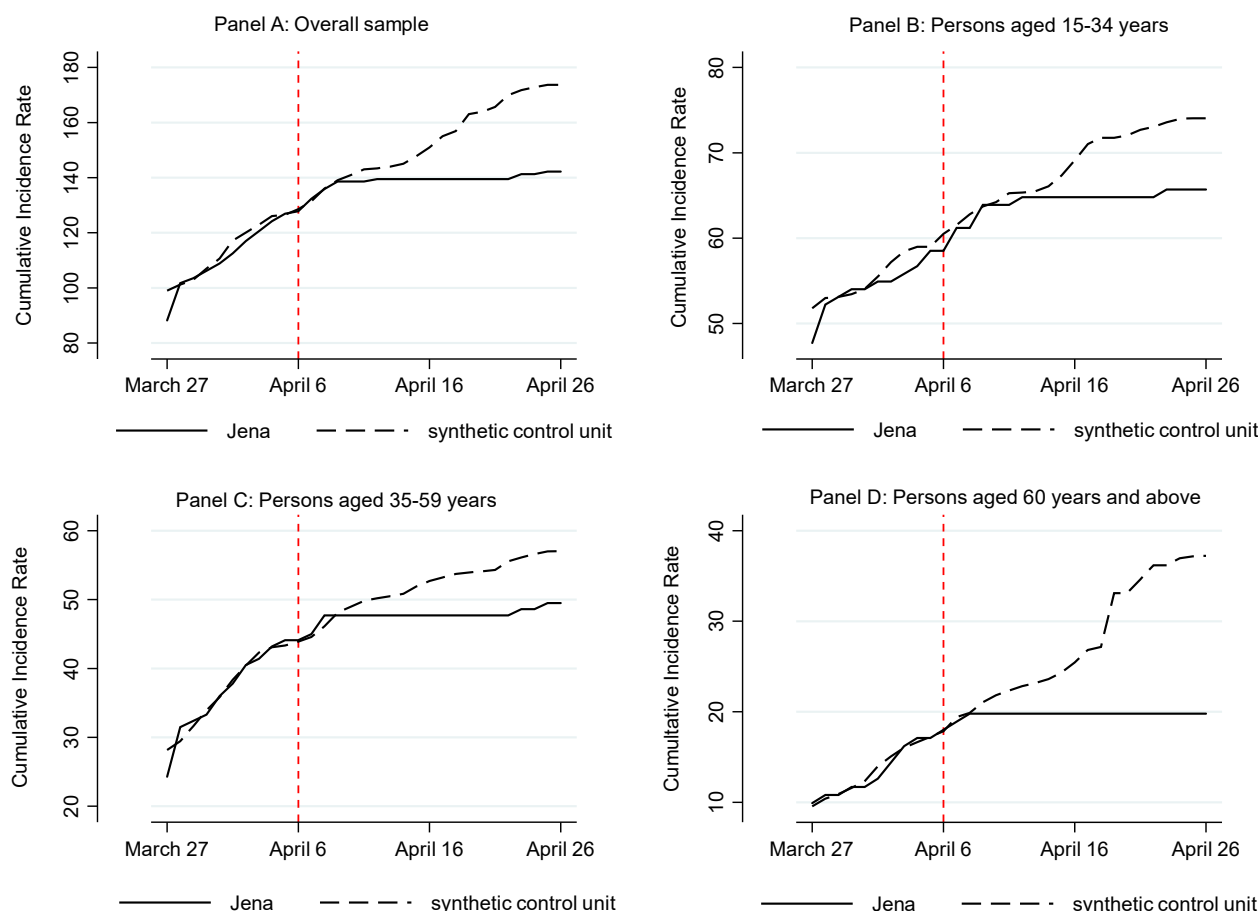 Panel A: Overall sample
Cumulative Incidence Rate
180
160
140
120
100
80
March 27
April 6
April 16
April 26
Jena
synthetic control unit
Panel B: Persons aged 15-34 years
Cumulative Incidence Rate
80
70
60
50
March 27
April 6
April 16
April 26
Jena
synthetic control unit
Panel C: Persons aged 35-59 years
Cumulative Incidence Rate
60
50
40
30
20
March 27
April 6
April 16
April 26
Jena
synthetic control unit
Panel D: Persons aged 60 years and above
Cumultative Incidence Rate
40
30
20
10
March 27
April 6
April 16
April 26
Jena
synthetic control unit